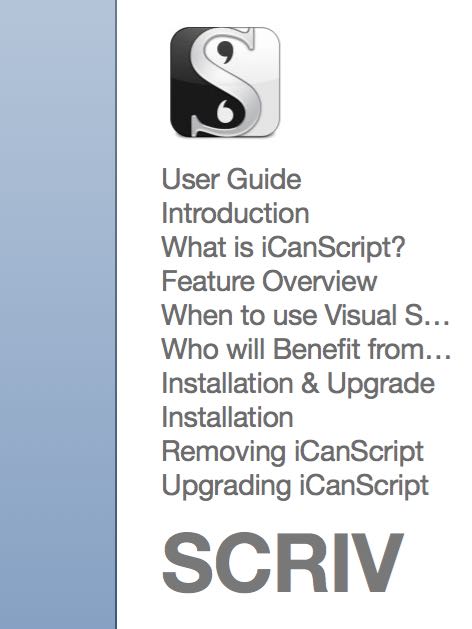 User Guide
Introduction
What is iCanScript?
Feature Overview
When to use Visual S...
Who will Benefit from...
Installation & Upgrade
Installation
Removing iCanScript
Upgrading iCanScript
SCRIV